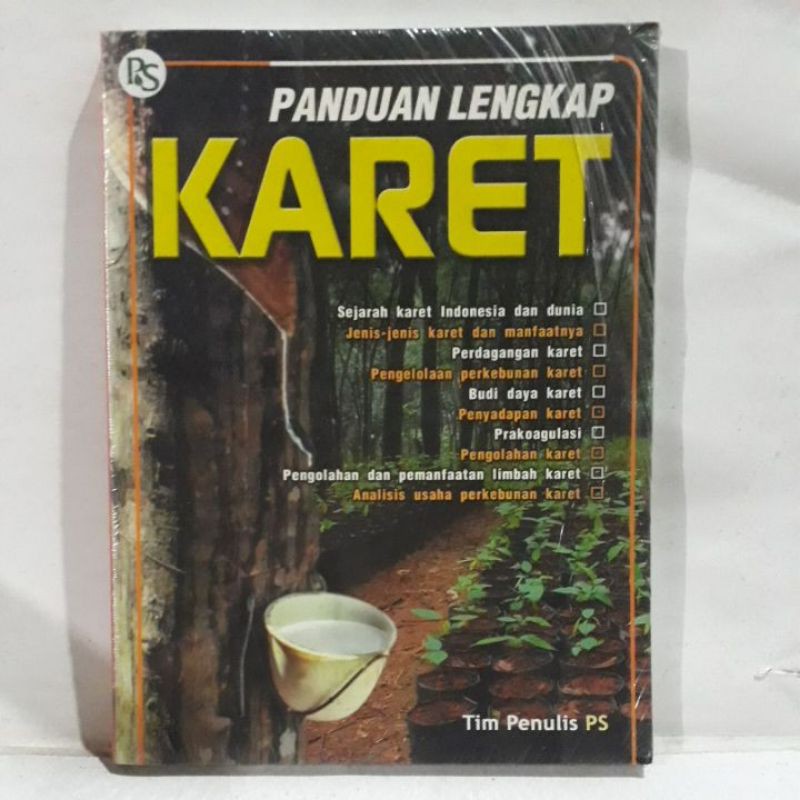 PS
PANDUAN LENGKAP
KARET
Sejarah karet Indonesia dan dunia
Jenis-jenis karet dan manfaatnya
Perdagangan karet
Pengelolaan perkebunan karet
Budi daya karet
Penyadapan karet
Prakoagulasi
Pengolahan karet
Pengolahan dan pemanfaatan limbah karet
Analisis usaha perkebunan karet
Tim Penulis PS